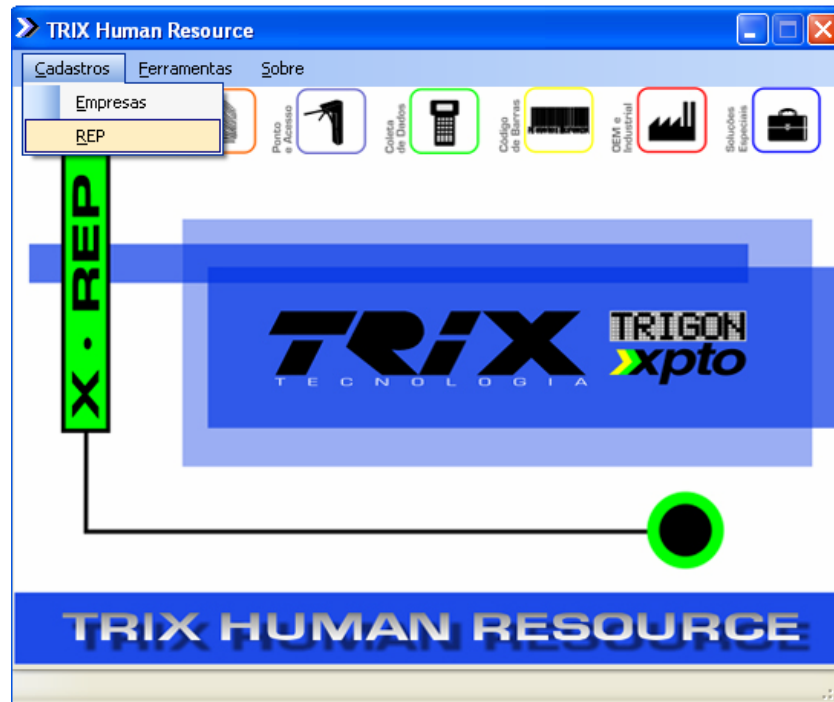 TRIX Human Resource
Cadastros Ferramentas Sobre
Empresas
REP
Ponto
e Acesso
Coleta
de Dados
Código
de Barras
OEM e
Industrial
Soluções
Especiais
X • REP
TRiX
TECNOLOGIA
TRIGON
xpto
TRIX HUMAN RESOURCE